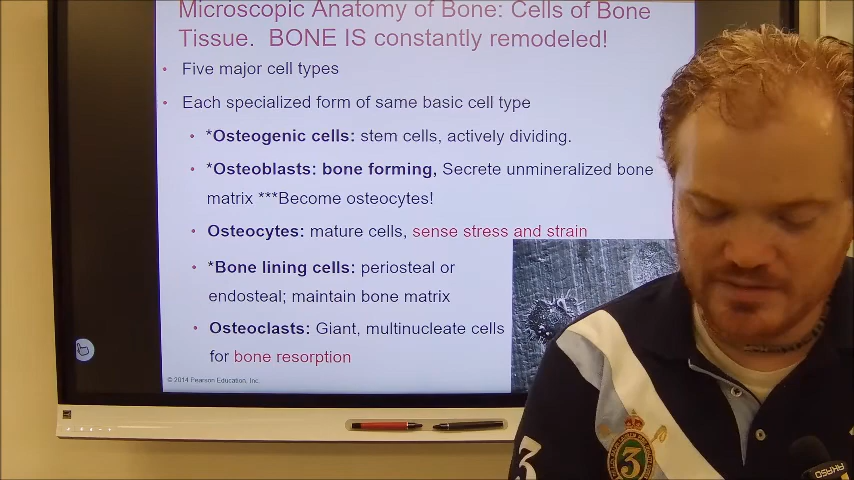 Microscopic Anatomy of Bone: Cells of Bone
Tissue. BONE IS constantly remodeled!
• Five major cell types
• Each specialized form of same basic cell type
• *Osteogenic cells: stem cells, actively dividing.
• *Osteoblasts: bone forming, Secrete unmineralized bone
matrix ***Become osteocytes!
• Osteocytes: mature cells, sense stress and strain
• *Bone lining cells: periosteal or
endosteal; maintain bone matrix
• Osteoclasts: Giant, multinucleate cells
for bone resorption
© 2014 Pearson Education, Inc.
3
3
AKASO